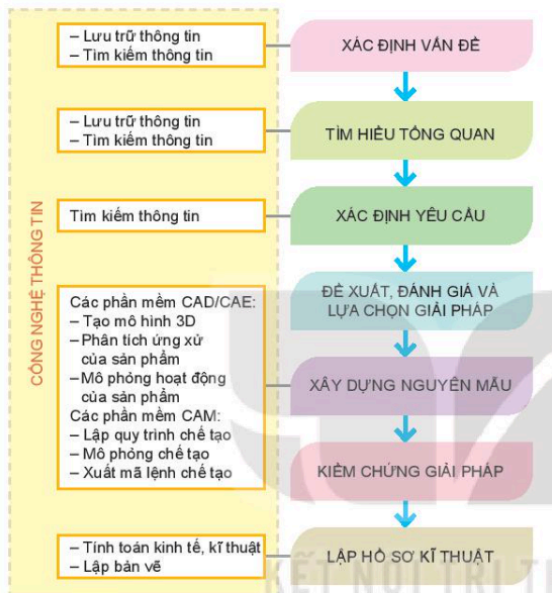 CÔNG NGHỆ THÔNG TIN
– Lưu trữ thông tin
– Tìm kiếm thông tin
XÁC ĐỊNH VẤN ĐỀ
– Lưu trữ thông tin
– Tìm kiếm thông tin
TÌM HIỂU TỔNG QUAN
Tìm kiếm thông tin
XÁC ĐỊNH YÊU CẦU
ĐỀ XUẤT, ĐÁNH GIÁ VÀ
LỰA CHỌN GIẢI PHÁP
Các phần mềm CAD/CAE:
– Tạo mô hình 3D
– Phân tích ứng xử
của sản phẩm
– Mô phỏng hoạt động
của sản phẩm
Các phần mềm CAM:
– Lập quy trình chế tạo
– Mô phỏng chế tạo
– Xuất mã lệnh chế tạo
XÂY DỰNG NGUYÊN MẪU
KIỂM CHỨNG GIẢI PHÁP
– Tính toán kinh tế, kĩ thuật
– Lập bản vẽ
LẬP HỒ SƠ KĨ THUẬT
KẾT NỐI TRI T